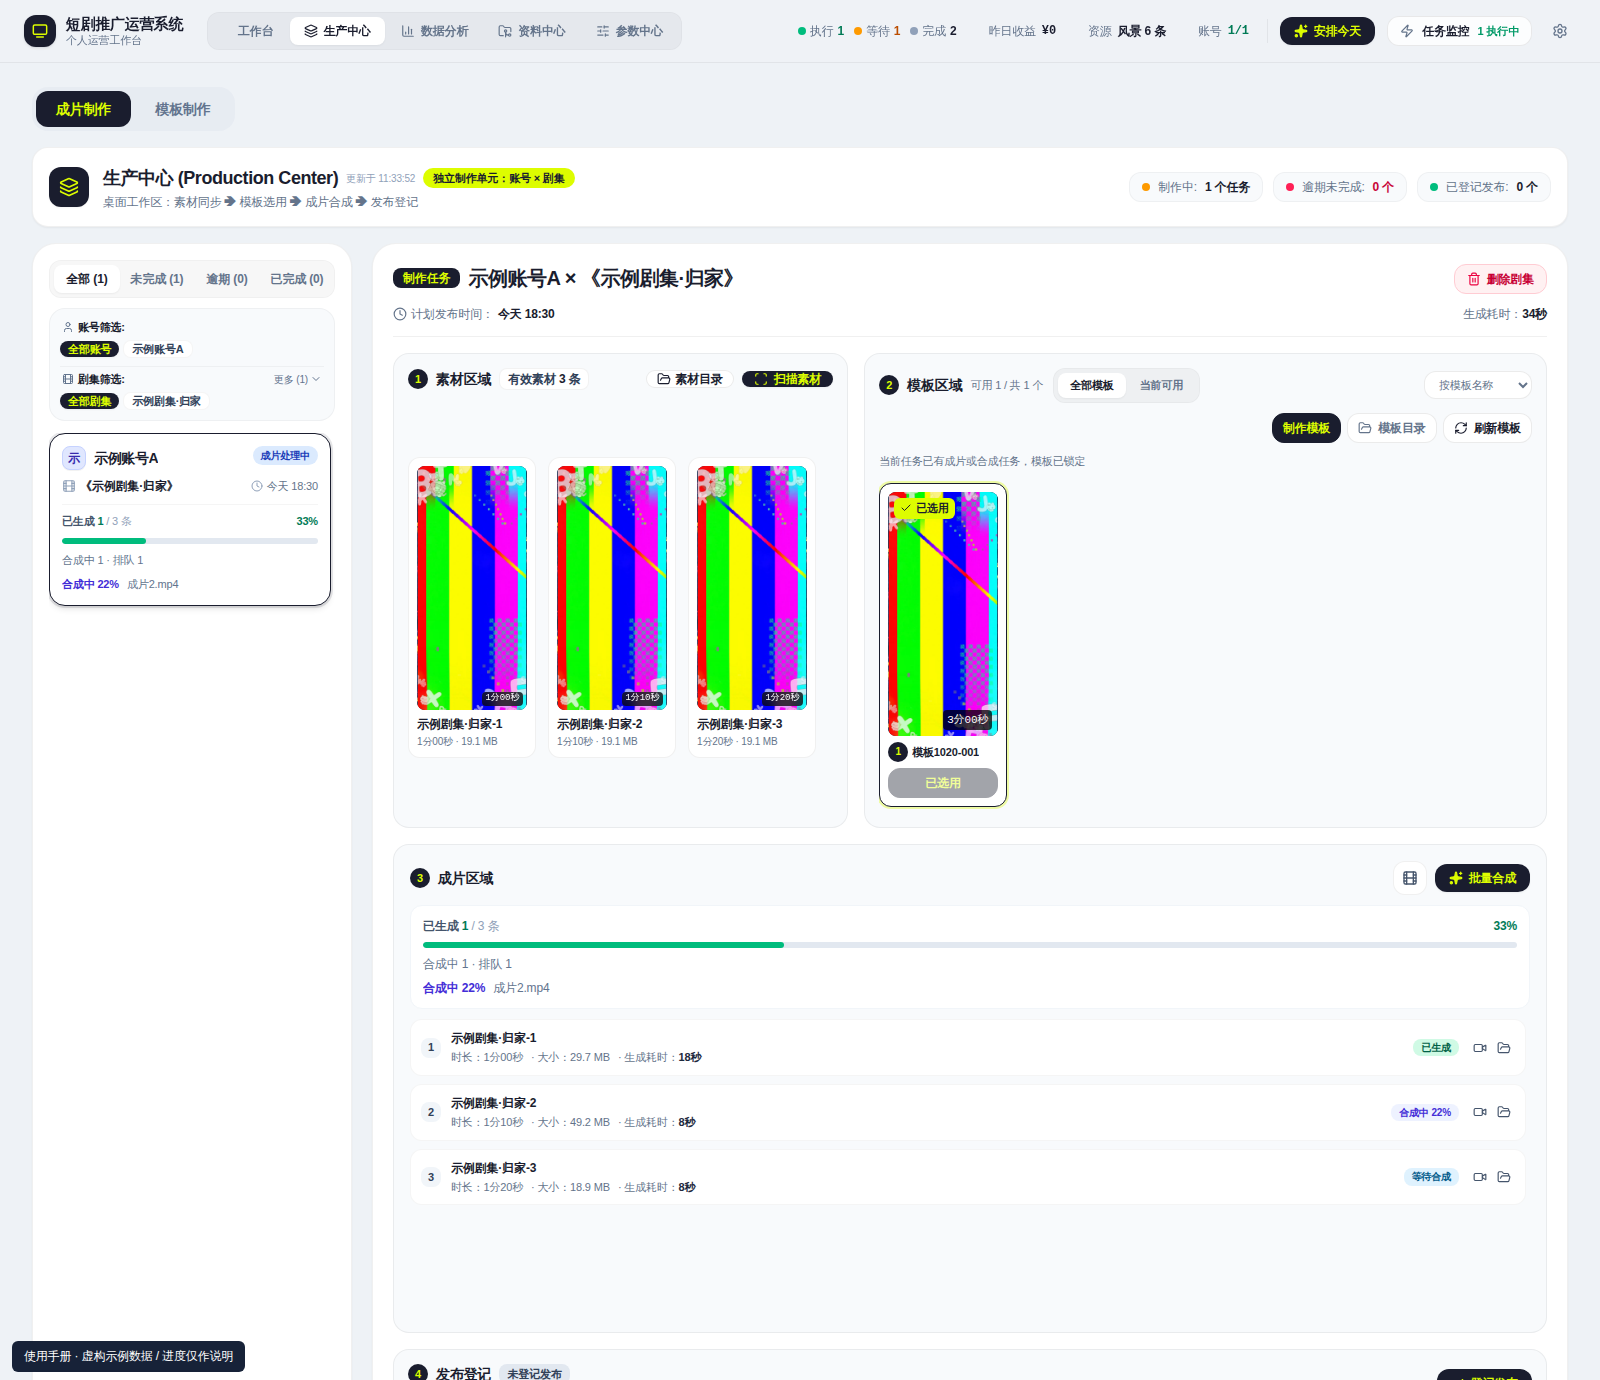 短剧推广运营系统
个人运营工作台
工作台
生产中心
数据分析
资料中心
参数中心
执行 1 等待 1 完成 2
昨日收益 ¥0
资源 风景 6 条
账号 1/1
安排今天
任务监控 1 执行中
成片制作
模板制作
生产中心 (Production Center) 更新于 11:33:52 独立制作单元：账号 × 剧集
桌面工作区：素材同步 → 模板选用 → 成片合成 → 发布登记
制作中: 1 个任务
逾期未完成: 0 个
已登记发布: 0 个
全部 (1) 未完成 (1) 逾期 (0) 已完成 (0)
账号筛选:
全部账号 示例账号A
剧集筛选: 更多 (1)
全部剧集 示例剧集·归家
示 示例账号A 成片处理中
《示例剧集·归家》 今天 18:30
已生成 1 / 3 条 33%
合成中 1 · 排队 1
合成中 22% 成片2.mp4
制作任务 示例账号A × 《示例剧集·归家》
删除剧集
计划发布时间： 今天 18:30
生成耗时：34秒
1 素材区域 有效素材 3 条
素材目录
扫描素材
1分00秒
1分10秒
1分20秒
示例剧集·归家-1
1分00秒 · 19.1 MB
示例剧集·归家-2
1分10秒 · 19.1 MB
示例剧集·归家-3
1分20秒 · 19.1 MB
2 模板区域 可用 1 / 共 1 个
全部模板 当前可用
按模板名称
制作模板
模板目录
刷新模板
当前任务已有成片或合成任务，模板已锁定
已选用
3分00秒
1 模板1020-001
已选用
3 成片区域
批量合成
已生成 1 / 3 条 33%
合成中 1 · 排队 1
合成中 22% 成片2.mp4
1 示例剧集·归家-1
时长：1分00秒 · 大小：29.7 MB · 生成耗时：18秒
已生成
2 示例剧集·归家-2
时长：1分10秒 · 大小：49.2 MB · 生成耗时：8秒
合成中 22%
3 示例剧集·归家-3
时长：1分20秒 · 大小：18.9 MB · 生成耗时：8秒
等待合成
4 发布登记 未登记发布
使用手册 · 虚构示例数据 / 进度仅作说明